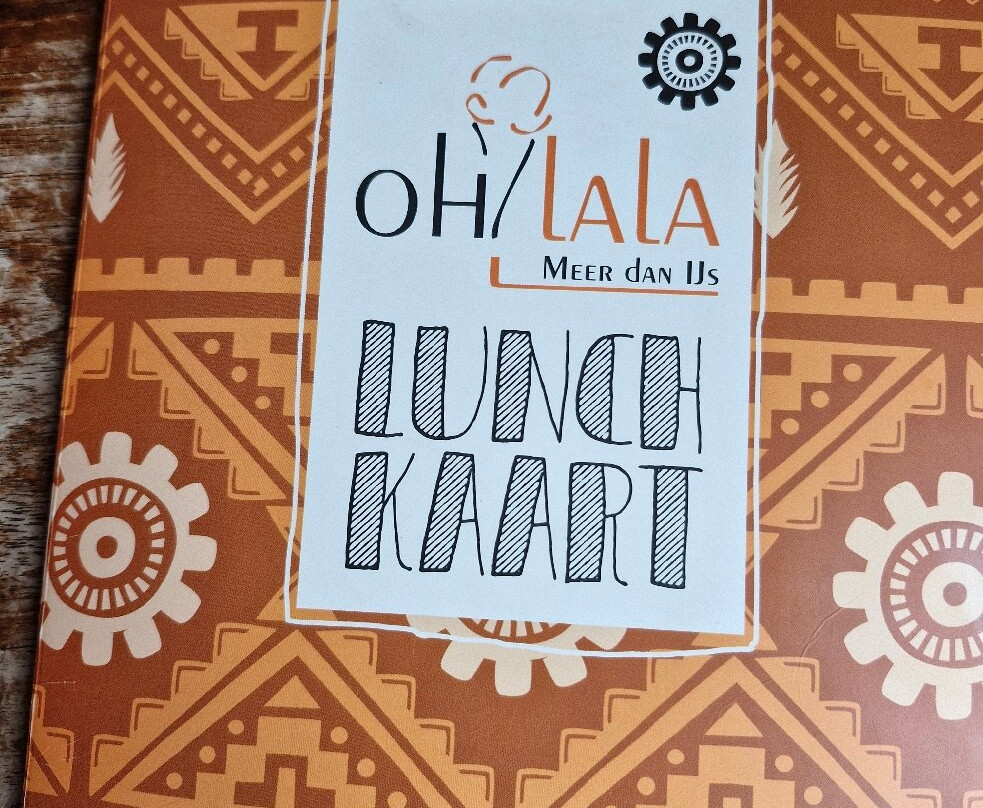 oH! LALA
MEER dAN IJs
LUNCH
KAART